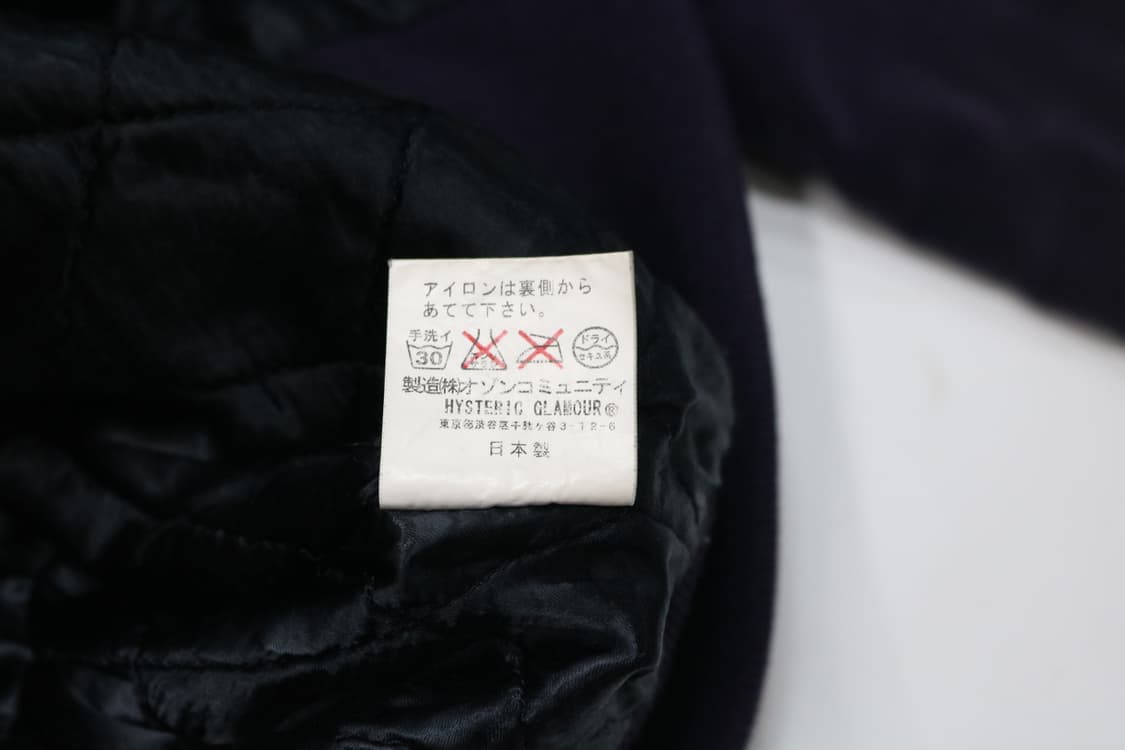 アイロンは裏側から
あてて下さい。
手洗イ
30
ドライ
セキユ系
製造(株)オゾンコミュニティ
HYSTERIC GLAMOUR®
東京都渋谷区千駄ヶ谷3-12-6
日本製